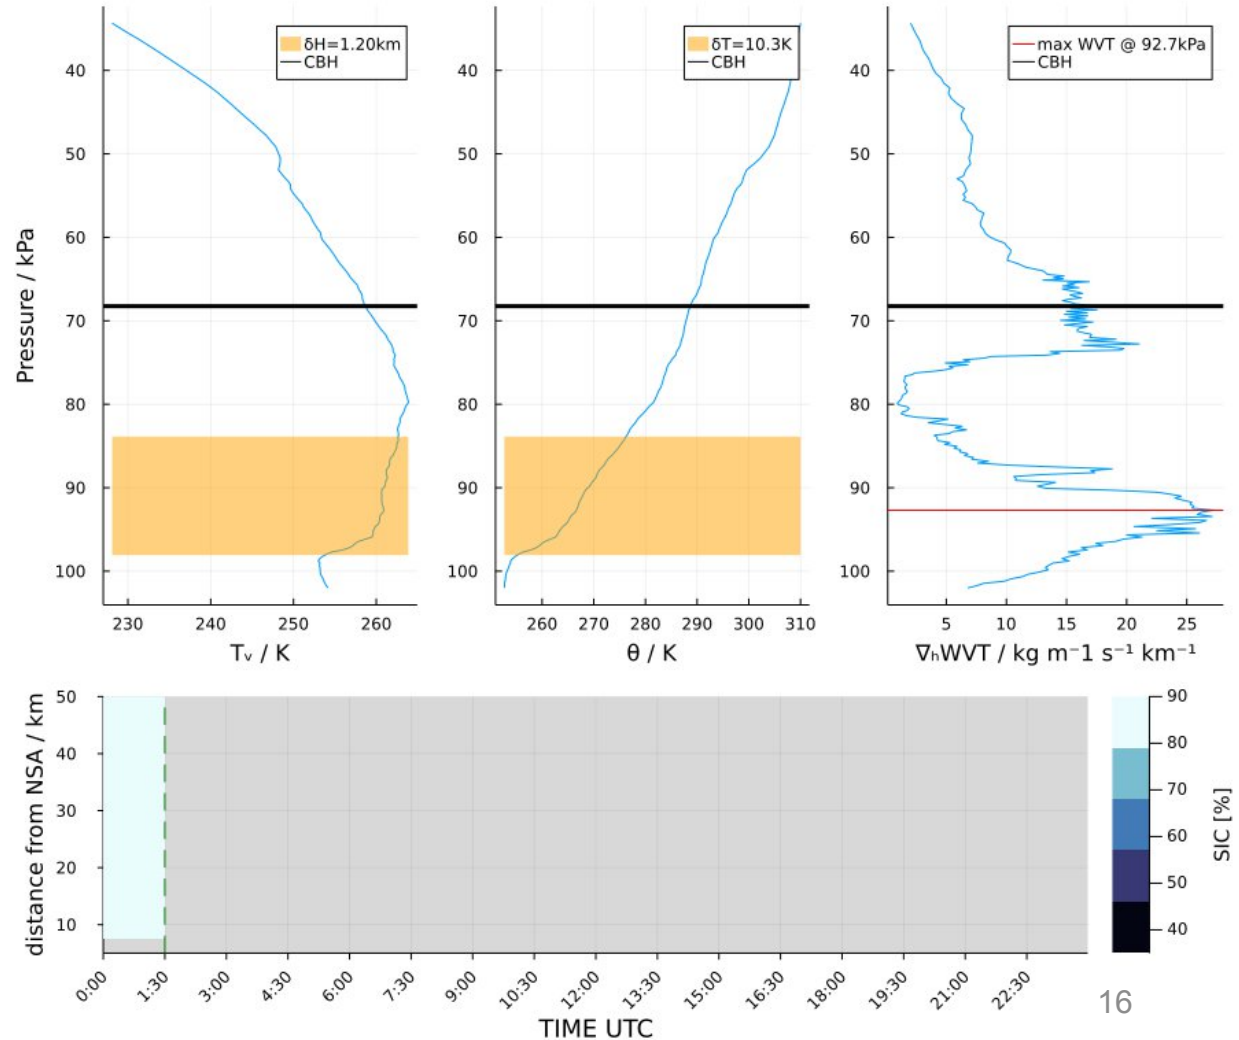 δH=1.20km
CBH
δT=10.3K
CBH
max WVT @ 92.7kPa
CBH
Pressure / kPa
40
50
60
70
80
90
100
230 240 250 260
Tᵥ / K
40
50
60
70
80
90
100
260 270 280 290 300 310
θ / K
40
50
60
70
80
90
100
5 10 15 20 25
∇ₕWVT / kg m⁻1 s⁻¹ km⁻¹
distance from NSA / km
50
40
30
20
10
0:00 1:30 3:00 4:30 6:00 7:30 9:00 10:30 12:00 13:30 15:00 16:30 18:00 19:30 21:00 22:30
TIME UTC
90
80
70
60
50
40
SIC [%]
16